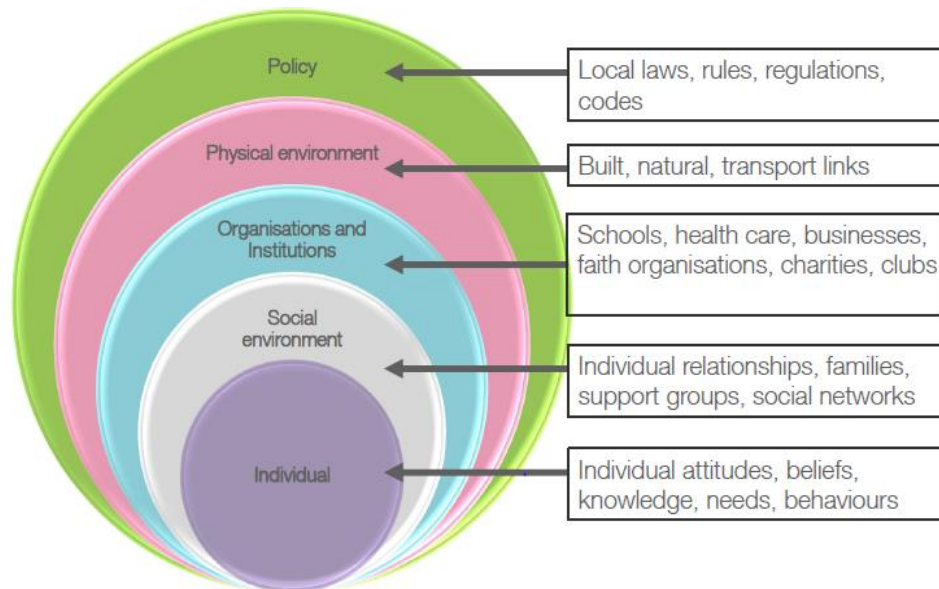 Policy
Local laws, rules, regulations,
codes
Physical environment
Built, natural, transport links
Organisations and
Institutions
Schools, health care, businesses,
faith organisations, charities, clubs
Social
environment
Individual relationships, families,
support groups, social networks
Individual
Individual attitudes, beliefs,
knowledge, needs, behaviours